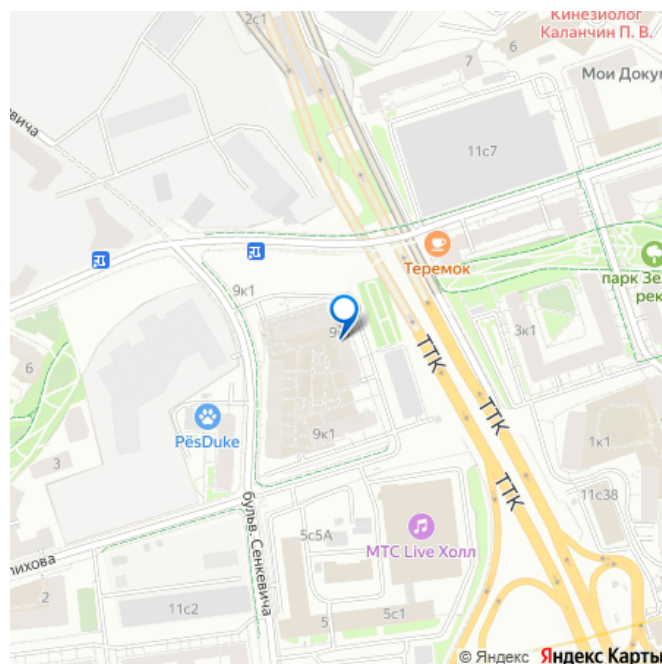 2с1
Кинезиолог
Каланчин П. В.
6
7
Мои Доку
евича
11с7
Теремок
парк Зе
рек
9к1
9к
ТТК
3к1
6
PёsDuke
9к1
ТТК
1к1
3
ТТК
11с38
МТС Live Холл
5с5А
бульв. Сенкевича
лихова
2
11с2
5
5с1
© Яндекс Яндекс Карты